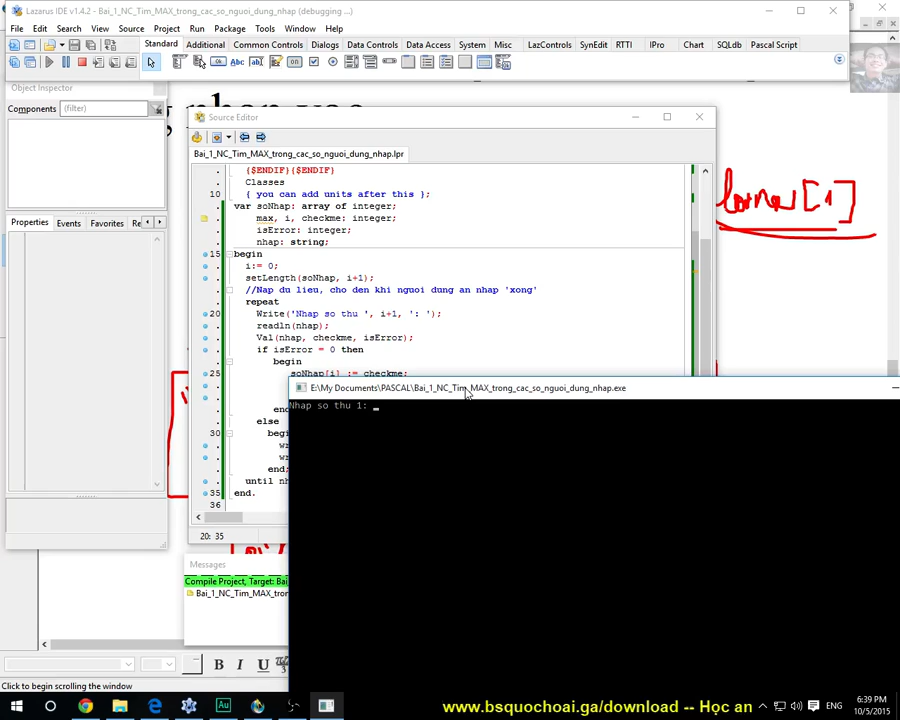 Lazarus IDE v1.4.2 - Bai_1_NC_Tim_MAX_trong_cac_so_nguoi_dung_nhap (debugging ...)
File Edit Search View Source Project Run Package Tools Window Help
Standard Additional Common Controls Dialogs Data Controls Data Access System Misc LazControls SynEdit RTTI IPro Chart SQLdb Pascal Script
Object Inspector
Components (filter)
Properties Events Favorites Re
Source Editor
Bai_1_NC_Tim_MAX_trong_cac_so_nguoi_dung_nhap.lpr
{$ENDIF}{$ENDIF}
Classes
10 { you can add units after this };
var soNhap: array of integer;
max, i, checkme: integer;
isError: integer;
nhap: string;
15 begin
i:= 0;
setLength(soNhap, i+1);
//Nap du lieu, cho den khi nguoi dung an nhap 'xong'
repeat
20 Write('Nhap so thu ', i+1, ': ');
readln(nhap);
Val(nhap, checkme, isError);
if isError = 0 then
begin
25 soNhap[i] := checkme;
end
else
30 begi
end;
until nh
35 end.
36
20: 35
E:\My Documents\PASCAL\Bai_1_NC_Tim_MAX_trong_cac_so_nguoi_dung_nhap.exe
Nhap so thu 1:
Messages
Compile Project, Target: Bai
Bai_1_NC_Tim_MAX_tron
B I U
Click to begin scrolling the window
www.bsquochoai.ga/download -- Học an
ENG
6:39 PM
10/5/2015